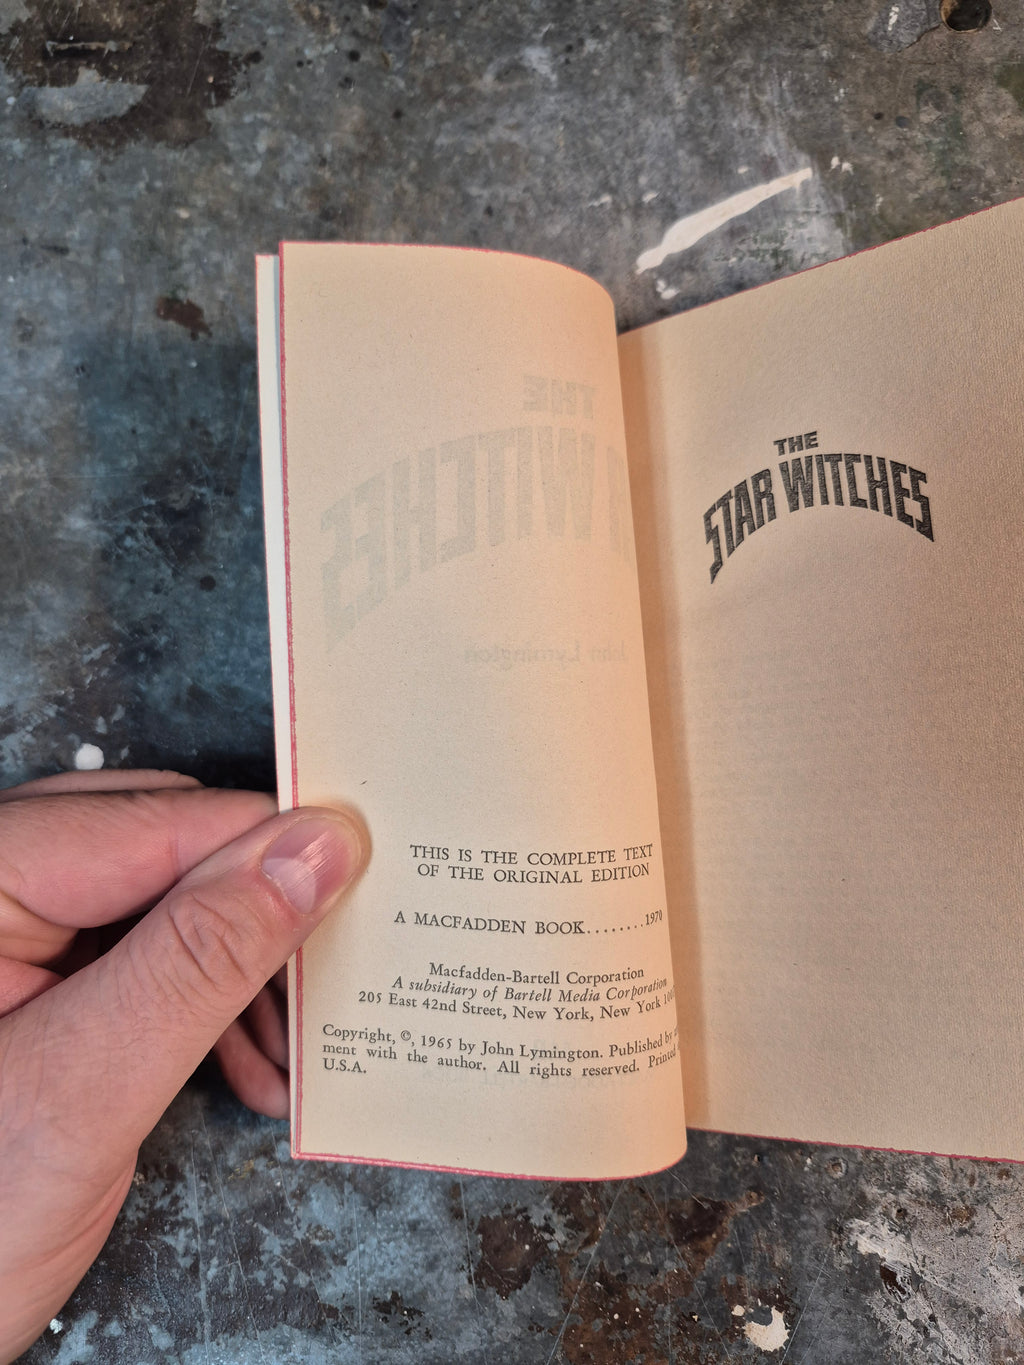 THIS IS THE COMPLETE TEXT
OF THE ORIGINAL EDITION
A MACFADDEN BOOK........1970
Macfadden-Bartell Corporation
A subsidiary of Bartell Media Corporation
205 East 42nd Street, New York, New York
Copyright, ©, 1965 by John Lymington. Published by
ment with the author. All rights reserved. Printed
U.S.A.
THE
STAR WITCHES